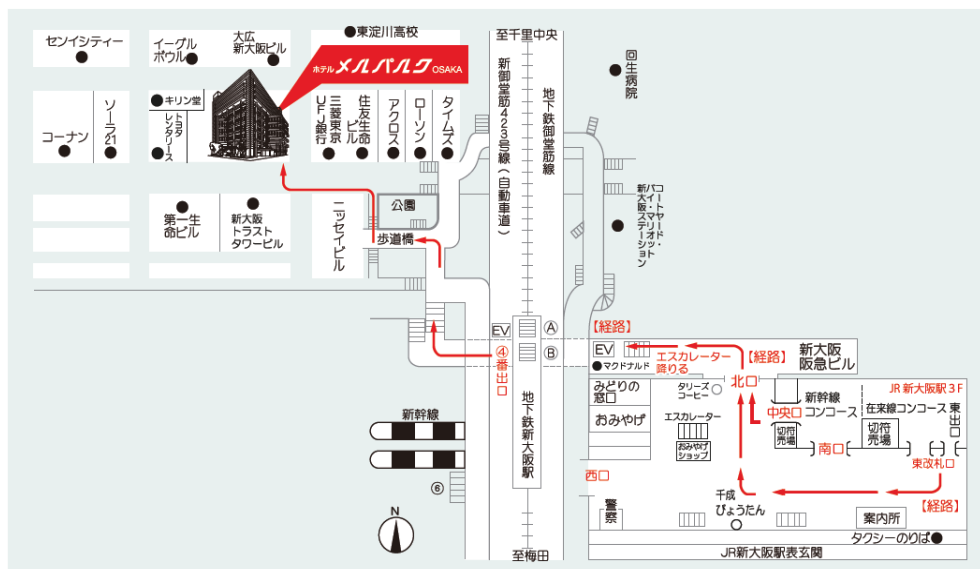 センイシティー
イーグル
ボウル
大広
新大阪ビル
東淀川高校
ホテル メルパルク OSAKA
コーナン
ソーラ21
キリン堂
トヨタ
レンタリース
三菱東京
UFJ銀行
住友生命
ビル
アクロス
ローソン
タイムズ
第一生
命ビル
新大阪
トラスト
タワービル
ニッセイビル
公園
歩道橋
至千里中央
新御堂筋423号線(自動車道)
地下鉄御堂筋線
回生病院
コートヤード・
バイ・マリオット
新大阪ステーション
EV
Ⓐ
Ⓑ
④番出口
地下鉄新大阪駅
新幹線
⑥
N
至梅田
【経路】
EV
マクドナルド
エスカレーター
降りる
【経路】
新大阪
阪急ビル
みどりの
窓口
タリーズ
コーヒー
北口
JR新大阪駅3F
おみやげ
エスカレーター
おみやげ
ショップ
中央口
新幹線
コンコース
在来線コンコース
東出口
切符
売場
切符
売場
南口
東改札口
西口
警察
千成
びょうたん
案内所
【経路】
タクシーのりば
JR新大阪駅表玄関